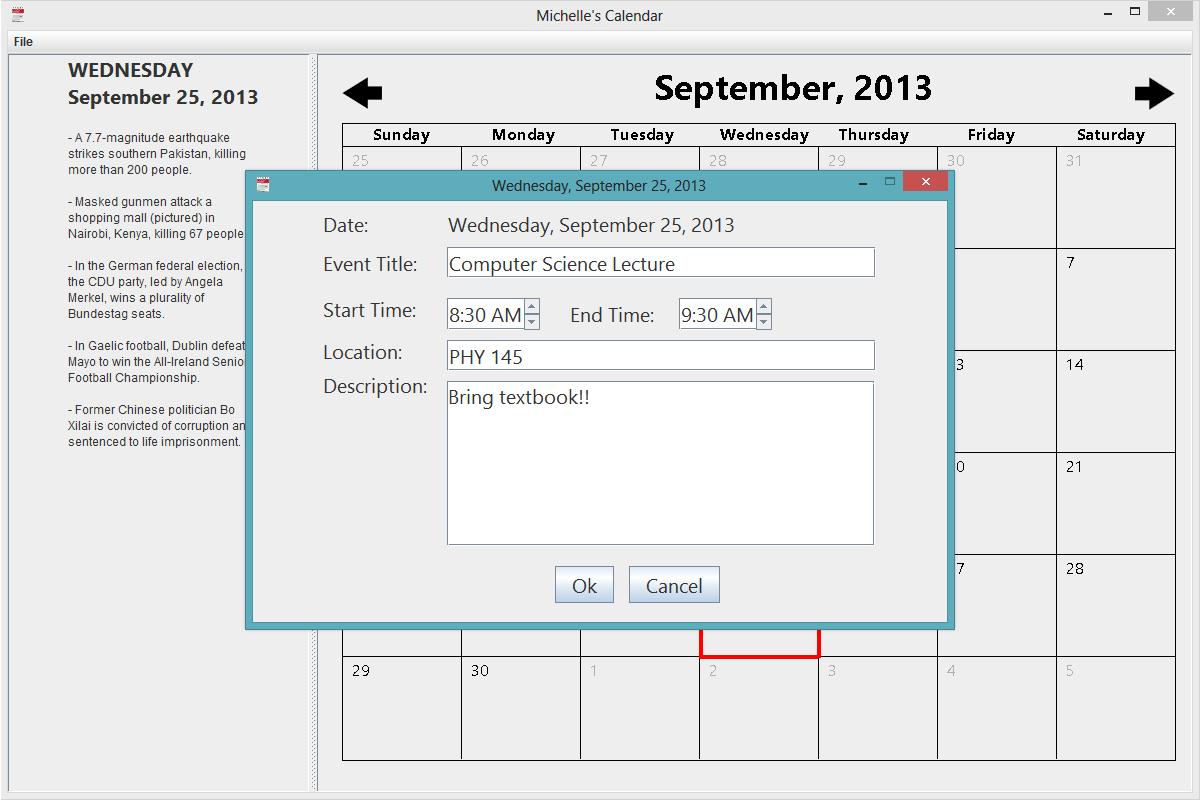 Michelle's Calendar
File
WEDNESDAY
September 25, 2013
- A 7.7-magnitude earthquake
strikes southern Pakistan, killing
more than 200 people.
- Masked gunmen attack a
shopping mall (pictured) in
Nairobi, Kenya, killing 67 people
- In the German federal election,
the CDU party, led by Angela
Merkel, wins a plurality of
Bundestag seats.
- In Gaelic football, Dublin defeat
Mayo to win the All-Ireland Senio
Football Championship.
- Former Chinese politician Bo
Xilai is convicted of corruption an
sentenced to life imprisonment.
September, 2013
Sunday Monday Tuesday Wednesday Thursday Friday Saturday
25 26 27 28 29 30 31
7
3 14
0 21
7 28
29 30 1 2 3 4 5
Wednesday, September 25, 2013
Date: Wednesday, September 25, 2013
Event Title: Computer Science Lecture
Start Time: 8:30 AM End Time: 9:30 AM
Location: PHY 145
Description: Bring textbook!!
Ok Cancel